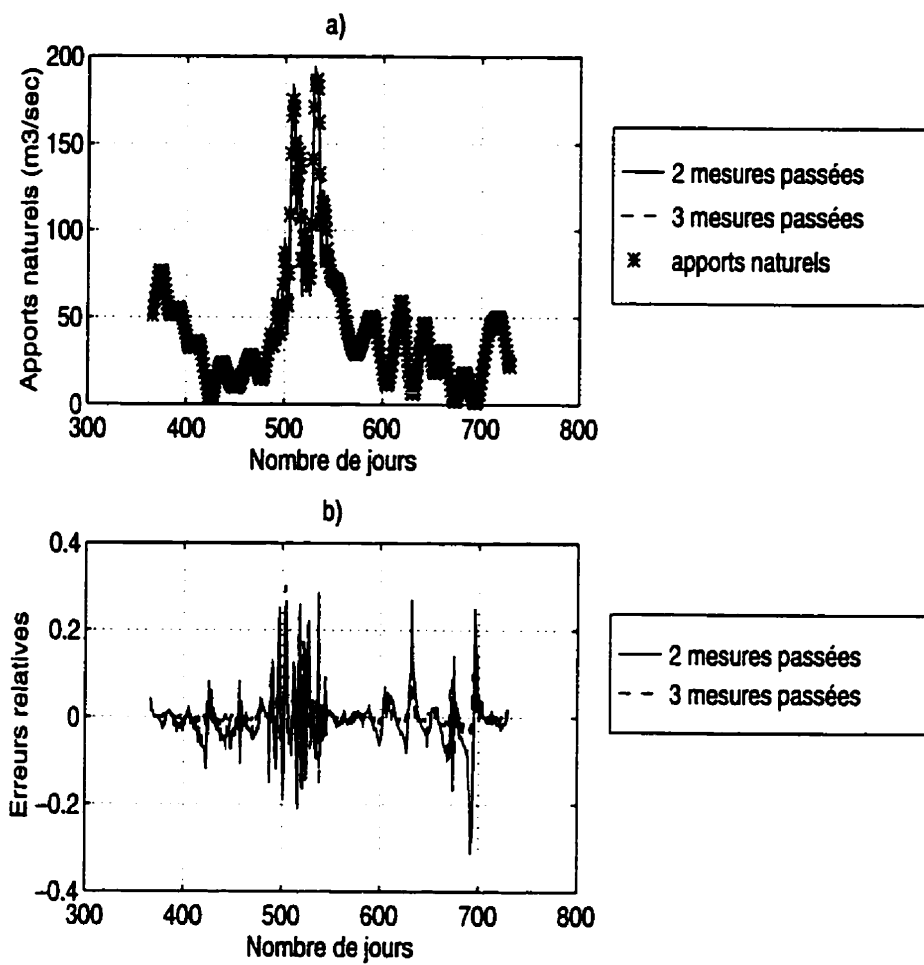 a)
Apports naturels (m3/sec)
200
150
100
50
0
300 400 500 600 700 800
Nombre de jours
2 mesures passées
3 mesures passées
apports naturels
b)
Erreurs relatives
0.4
0.2
0
−0.2
−0.4
300 400 500 600 700 800
Nombre de jours
2 mesures passées
3 mesures passées